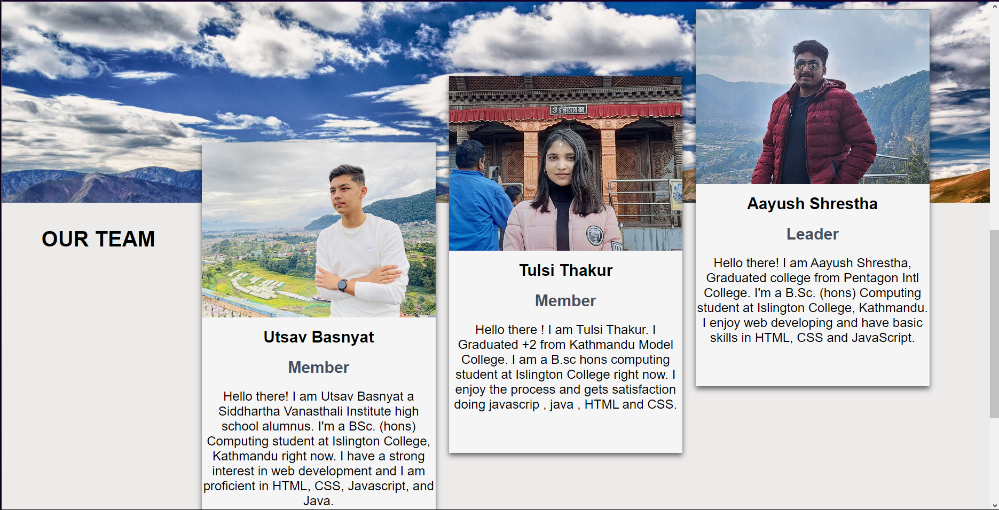 OUR TEAM
Utsav Basnyat
Member
Hello there! I am Utsav Basnyat a
Siddhartha Vanasthali Institute high
school alumnus. I'm a BSc. (hons)
Computing student at Islington College,
Kathmandu right now. I have a strong
interest in web development and I am
proficient in HTML, CSS, Javascript, and
Java.
ॐ डोलेश्वराय नमः
Tulsi Thakur
Member
Hello there ! I am Tulsi Thakur. I
Graduated +2 from Kathmandu Model
College. I am a B.sc hons computing
student at Islington College right now. I
enjoy the process and gets satisfaction
doing javascrip , java , HTML and CSS.
Aayush Shrestha
Leader
Hello there! I am Aayush Shrestha,
Graduated college from Pentagon Intl
College. I'm a B.Sc. (hons) Computing
student at Islington College, Kathmandu.
I enjoy web developing and have basic
skills in HTML, CSS and JavaScript.